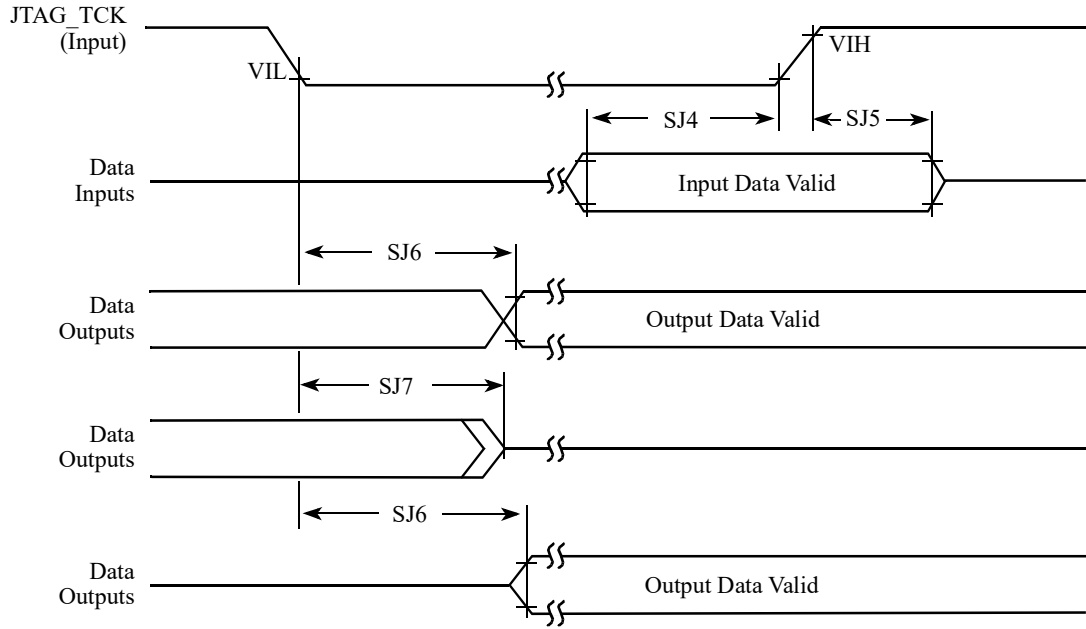 JTAG_TCK
(Input)
VIL
VIH
SJ4
SJ5
Data
Inputs
Input Data Valid
SJ6
Data
Outputs
Output Data Valid
SJ7
Data
Outputs
SJ6
Data
Outputs
Output Data Valid